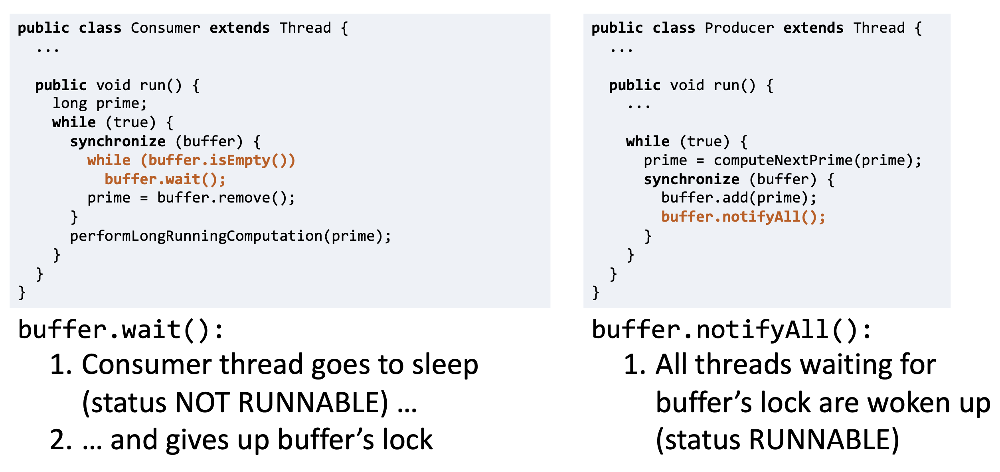 public class Consumer extends Thread {
...
public void run() {
long prime;
while (true) {
synchronize (buffer) {
while (buffer.isEmpty())
buffer.wait();
prime = buffer.remove();
}
performLongRunningComputation(prime);
}
}
}
buffer.wait():
1. Consumer thread goes to sleep
(status NOT RUNNABLE) ...
2. ... and gives up buffer’s lock
public class Producer extends Thread {
...
public void run() {
...
while (true) {
prime = computeNextPrime(prime);
synchronize (buffer) {
buffer.add(prime);
buffer.notifyAll();
}
}
}
}
buffer.notifyAll():
1. All threads waiting for
buffer’s lock are woken up
(status RUNNABLE)